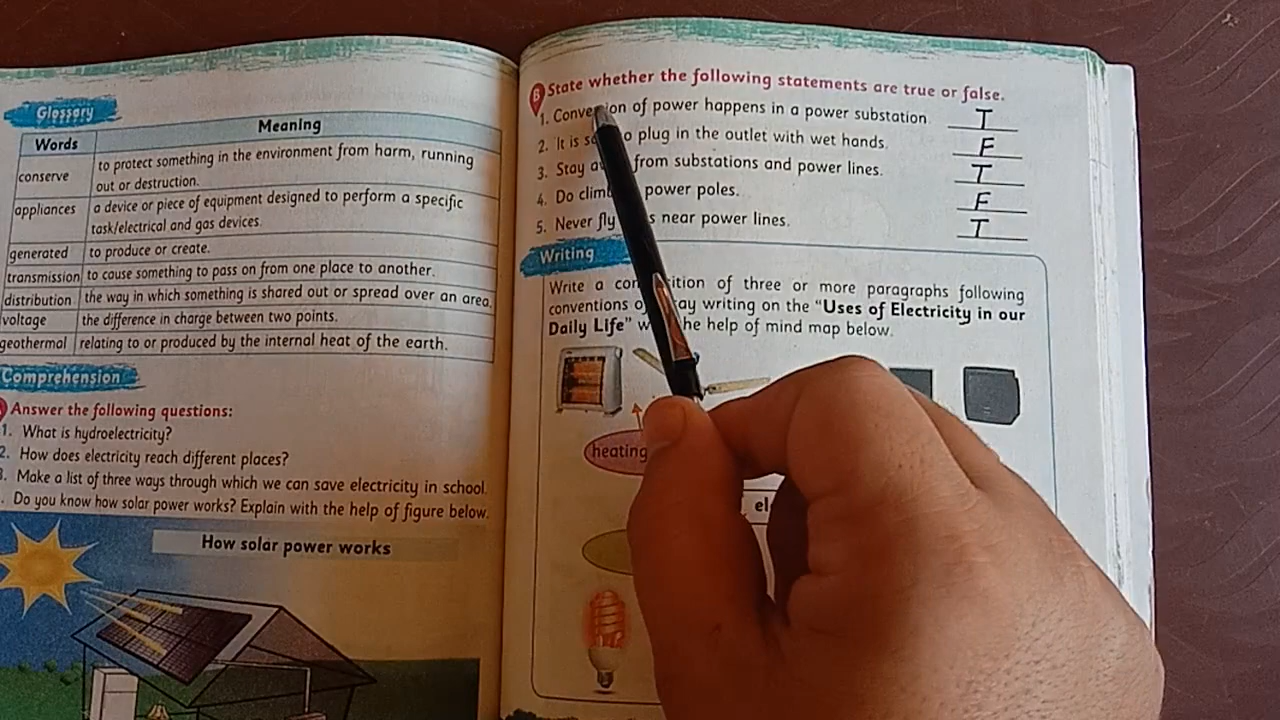 Glossary
Words Meaning
conserve to protect something in the environment from harm, running
out or destruction.
appliances a device or piece of equipment designed to perform a specific
task/electrical and gas devices.
generated to produce or create.
transmission to cause something to pass on from one place to another.
distribution the way in which something is shared out or spread over an area.
voltage the difference in charge between two points.
geothermal relating to or produced by the internal heat of the earth.
Comprehension
Answer the following questions:
1. What is hydroelectricity?
2. How does electricity reach different places?
3. Make a list of three ways through which we can save electricity in school.
. Do you know how solar power works? Explain with the help of figure below.
How solar power works
B State whether the following statements are true or false.
1. of power happens in a power substation T
2. It is plug in the outlet with wet hands. F
3. Stay from substations and power lines. T
4. Do power poles. F
5. Never fly near power lines. T
Writing
Write a of three or more paragraphs following
conventions writing on the "Uses of Electricity in our
Daily Life" help of mind map below.
heating